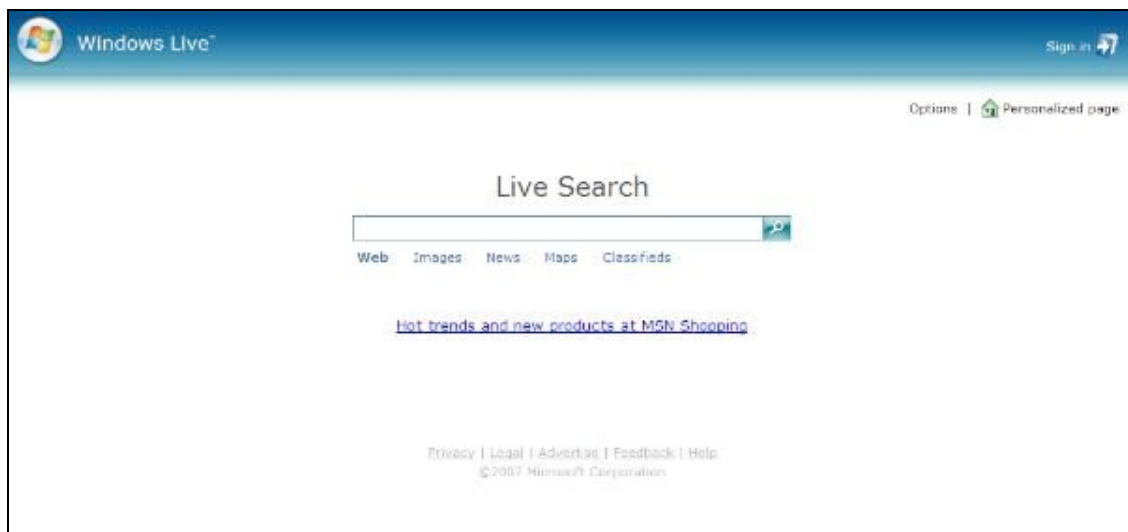 Windows Live™
Sign in
Options | Personalized page
Live Search
Web Images News Maps Classifieds
Hot trends and new products at MSN Shopping
Privacy | Legal | Advertise | Feedback | Help
©2007 Microsoft Corporation